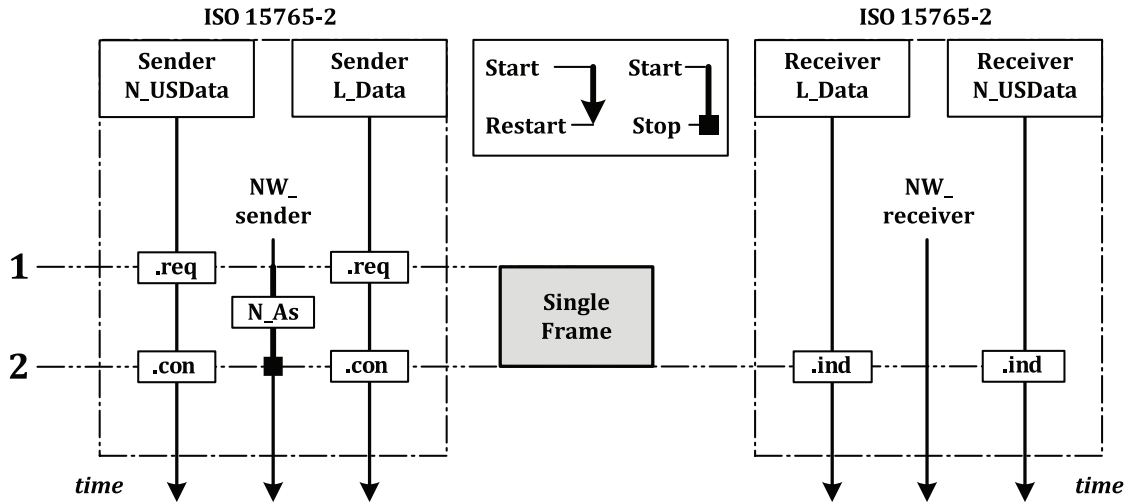 ISO 15765-2
ISO 15765-2
Sender
N_USData
Sender
L_Data
Start
Restart
Start
Stop
Receiver
L_Data
Receiver
N_USData
NW_
sender
NW_
receiver
1
.req
.req
N_As
Single
Frame
2
.con
.con
.ind
.ind
time
time